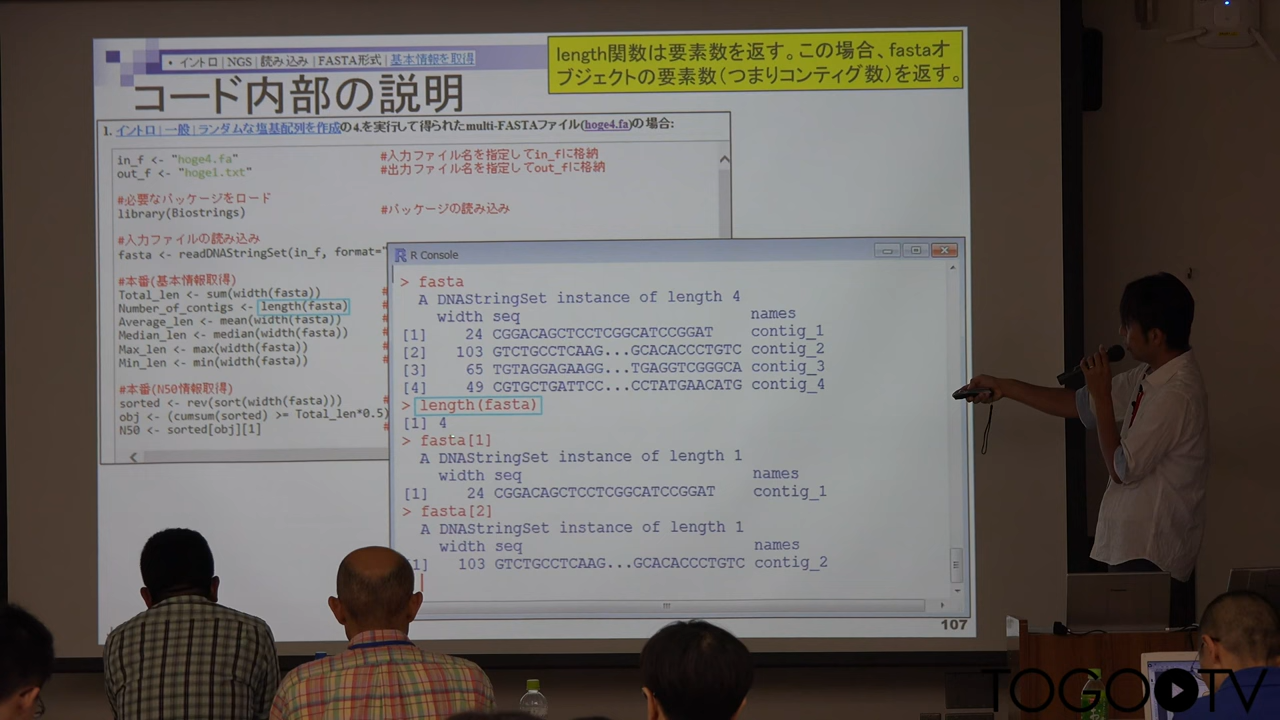 • イントロ | NGS | 読み込み | FASTA形式 | 基本情報を取得
length関数は要素数を返す。この場合、fastaオ
ブジェクトの要素数（つまりコンティグ数）を返す。
コード内部の説明
1. イントロ | 一般 | ランダムな塩基配列を作成の4.を実行して得られたmulti-FASTAファイル(hoge4.fa)の場合:
in_f <- "hoge4.fa" #入力ファイル名を指定してin_fに格納
out_f <- "hoge1.txt" #出力ファイル名を指定してout_fに格納
#必要なパッケージをロード
library(Biostrings) #パッケージの読み込み
#入力ファイルの読み込み
fasta <- readDNAStringSet(in_f, format="
#本番(基本情報取得)
Total_len <- sum(width(fasta)) #
Number_of_contigs <- length(fasta) #
Average_len <- mean(width(fasta)) #
Median_len <- median(width(fasta)) #
Max_len <- max(width(fasta)) #
Min_len <- min(width(fasta)) #
#本番(N50情報取得)
sorted <- rev(sort(width(fasta))) #
obj <- (cumsum(sorted) >= Total_len*0.5)
N50 <- sorted[obj][1] #
R Console
> fasta
A DNAStringSet instance of length 4
width seq names
[1] 24 CGGACAGCTCCTCGGCATCCGGAT contig_1
[2] 103 GTCTGCCTCAAG...GCACACCCTGTC contig_2
[3] 65 TGTAGGAGAAGG...TGAGGTCGGGCA contig_3
[4] 49 CGTGCTGATTCC...CCTATGAACATG contig_4
> length(fasta)
[1] 4
> fasta[1]
A DNAStringSet instance of length 1
width seq names
[1] 24 CGGACAGCTCCTCGGCATCCGGAT contig_1
> fasta[2]
A DNAStringSet instance of length 1
width seq names
1] 103 GTCTGCCTCAAG...GCACACCCTGTC contig_2
107
TOGO TV